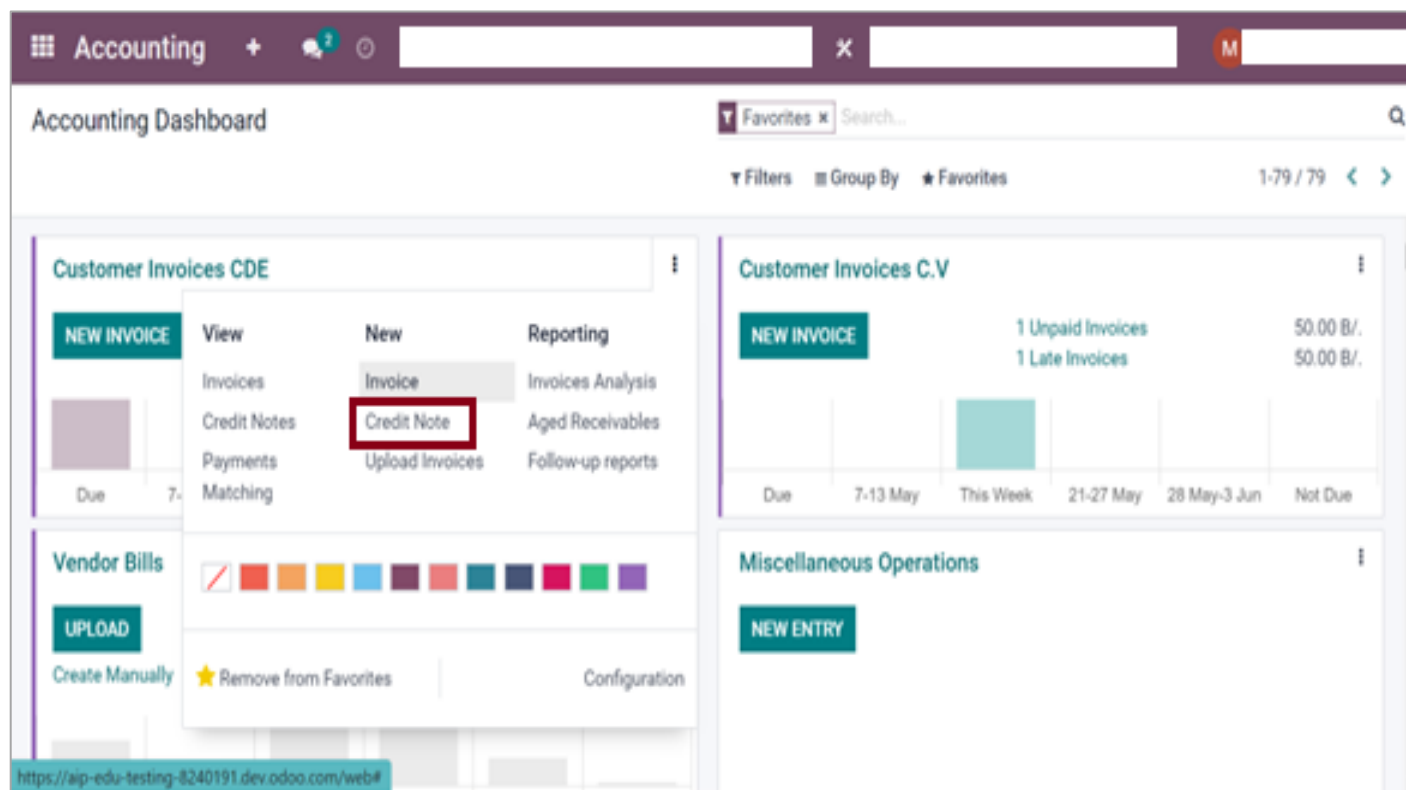 Accounting + 2
M
Accounting Dashboard
Favorites × Search...
Filters Group By Favorites 1-79 / 79
Customer Invoices CDE
NEW INVOICE
View New Reporting
Invoices Invoice Invoices Analysis
Credit Notes Credit Note Aged Receivables
Payments Upload Invoices Follow-up reports
Matching
Due 7-
Customer Invoices C.V
NEW INVOICE
1 Unpaid Invoices 50.00 B/.
1 Late Invoices 50.00 B/.
Due 7-13 May This Week 21-27 May 28 May-3 Jun Not Due
Vendor Bills
UPLOAD
Create Manually
Remove from Favorites Configuration
Miscellaneous Operations
NEW ENTRY
https://aip-edu-testing-8240191.dev.odoo.com/web#